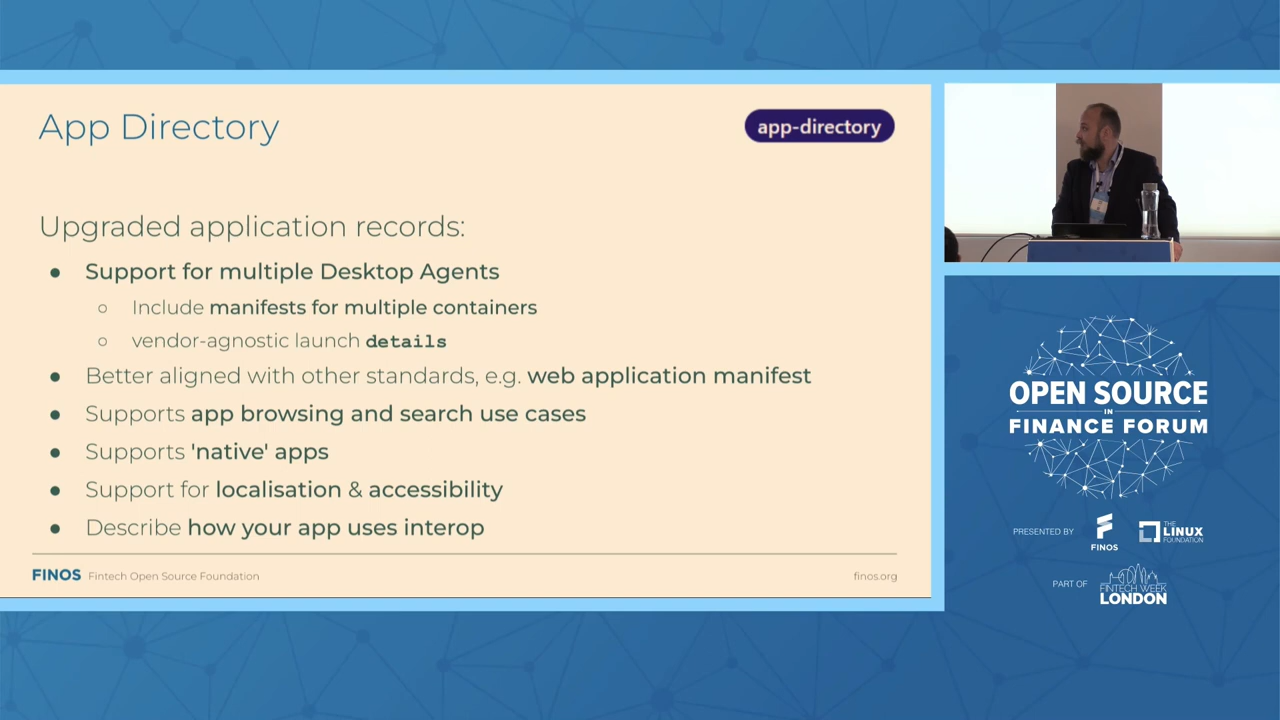 App Directory
app-directory
Upgraded application records:
● Support for multiple Desktop Agents
○ Include manifests for multiple containers
○ vendor-agnostic launch details
● Better aligned with other standards, e.g. web application manifest
● Supports app browsing and search use cases
● Supports 'native' apps
● Support for localisation & accessibility
● Describe how your app uses interop
FINOS Fintech Open Source Foundation
finos.org
OPEN SOURCE
IN
FINANCE FORUM
PRESENTED BY
FINOS
THE
LINUX
FOUNDATION
PART OF
FINTECH WEEK
LONDON